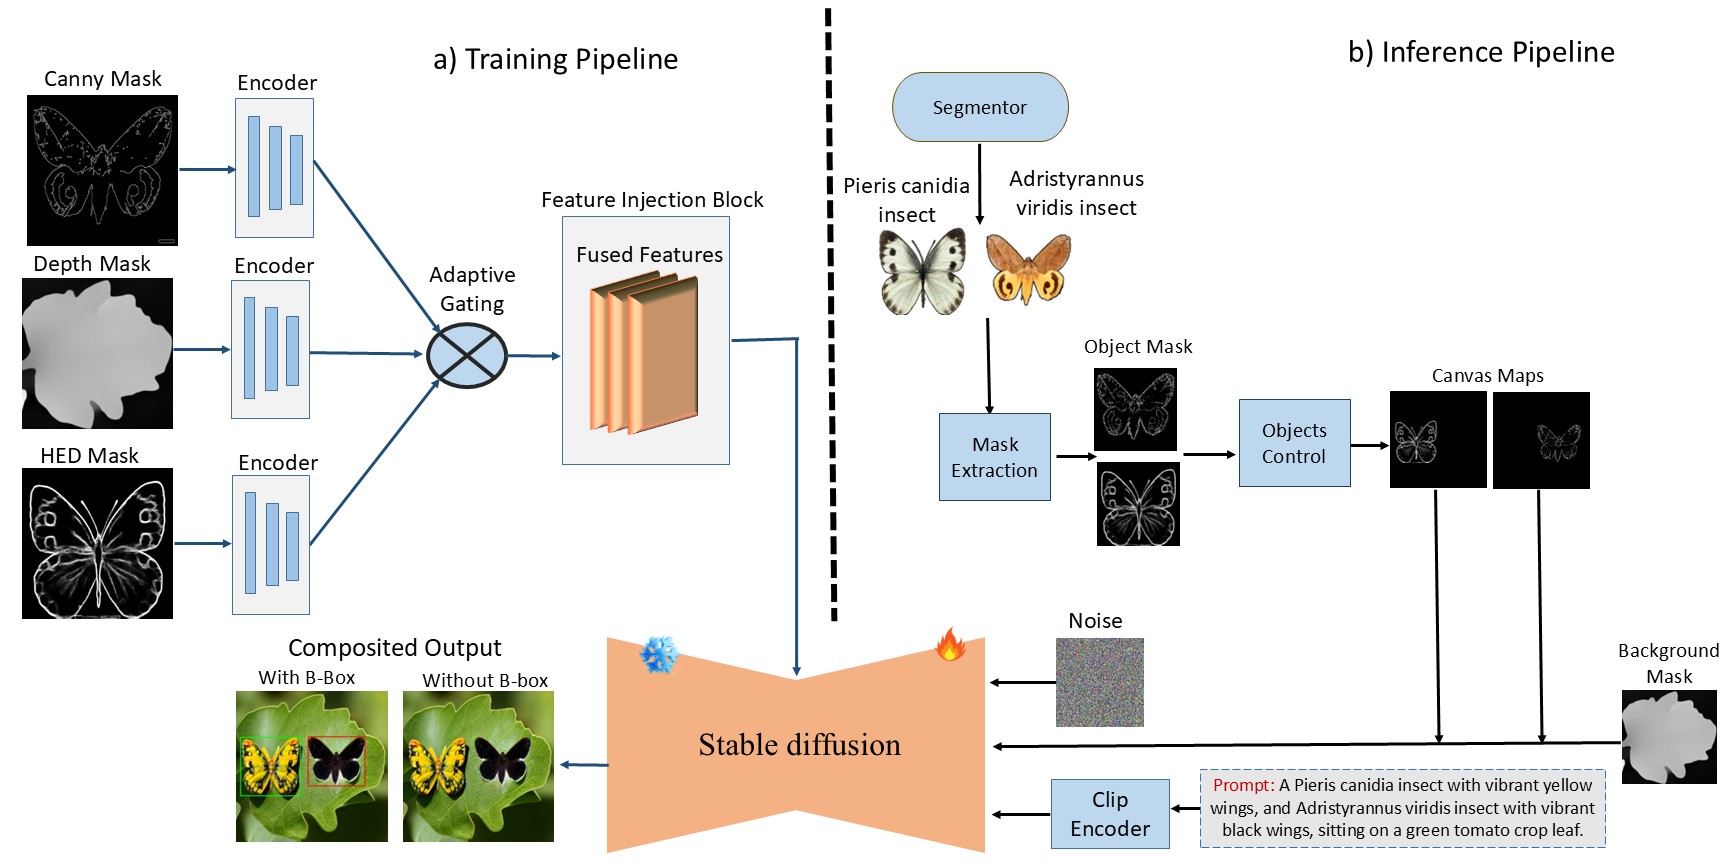 a) Training Pipeline
Canny Mask
Encoder
Depth Mask
Encoder
HED Mask
Encoder
Adaptive
Gating
Feature Injection Block
Fused Features
b) Inference Pipeline
Segmentor
Pieris canidia
insect
Adristyrannus
viridis insect
Mask
Extraction
Object Mask
Objects
Control
Canvas Maps
Noise
Background
Mask
Stable diffusion
Clip
Encoder
Prompt: A Pieris canidia insect with vibrant yellow
wings, and Adristyrannus viridis insect with vibrant
black wings, sitting on a green tomato crop leaf.
Composited Output
With B-Box
Without B-box